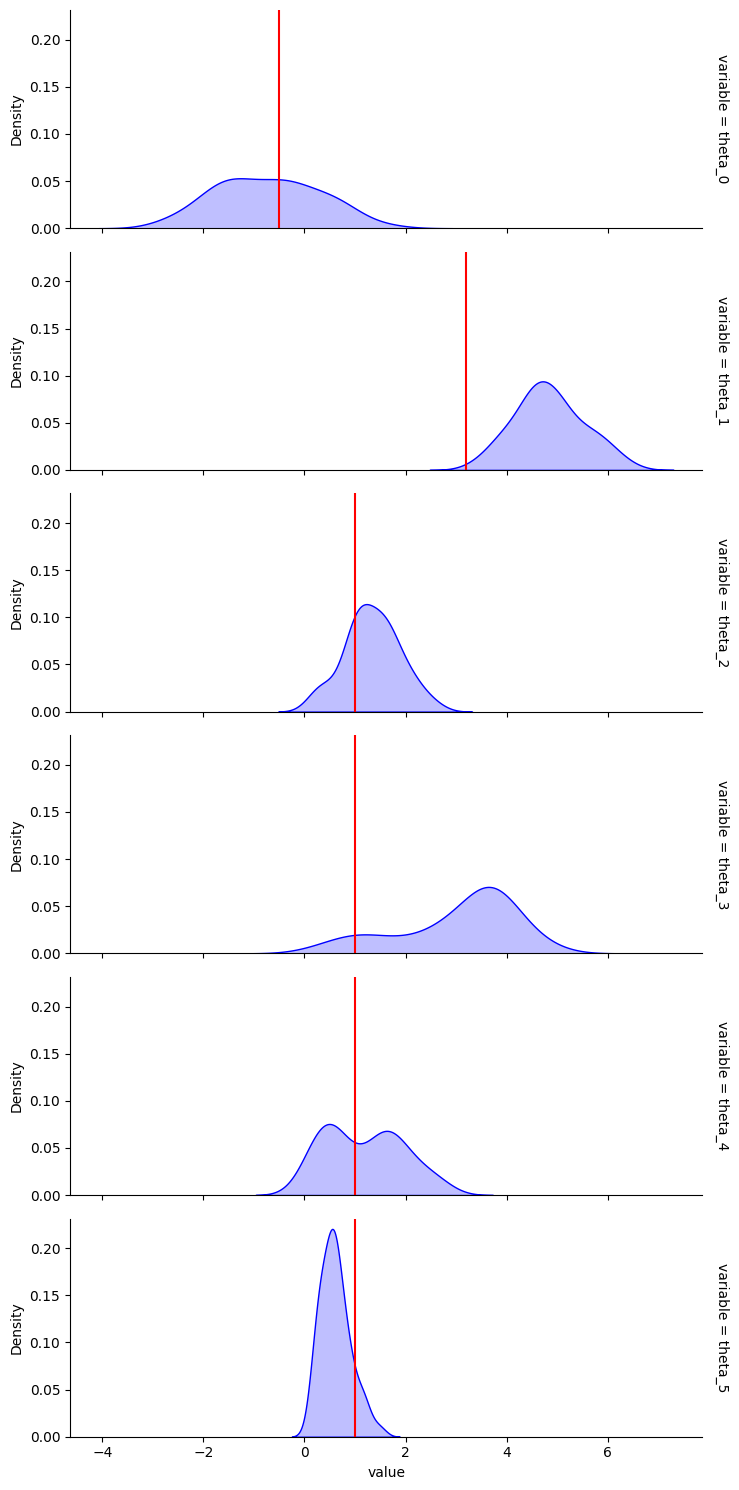 0.20
0.15
0.10
0.05
0.00
Density
variable = theta_0
0.20
0.15
0.10
0.05
0.00
Density
variable = theta_1
0.20
0.15
0.10
0.05
0.00
Density
variable = theta_2
0.20
0.15
0.10
0.05
0.00
Density
variable = theta_3
0.20
0.15
0.10
0.05
0.00
Density
variable = theta_4
0.20
0.15
0.10
0.05
0.00
Density
variable = theta_5
−4 −2 0 2 4 6
value